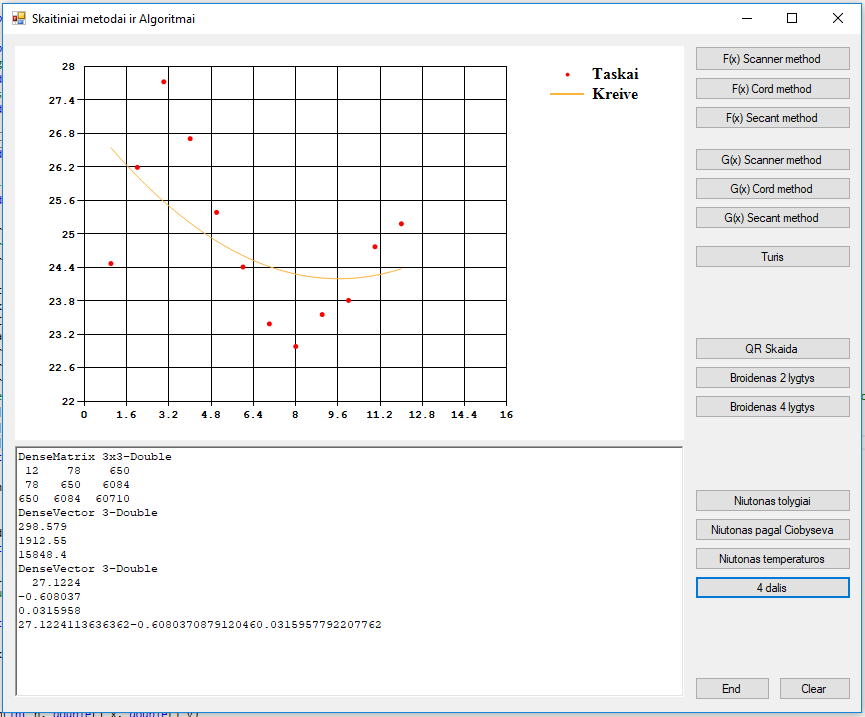 Skaitiniai metodai ir Algoritmai
28
27.4
26.8
26.2
25.6
25
24.4
23.8
23.2
22.6
22
0 1.6 3.2 4.8 6.4 8 9.6 11.2 12.8 14.4 16
Taskai
Kreive
F(x) Scanner method
F(x) Cord method
F(x) Secant method
G(x) Scanner method
G(x) Cord method
G(x) Secant method
Turis
QR Skaida
Broidenas 2 lygtys
Broidenas 4 lygtys
Niutonas tolygiai
Niutonas pagal Ciobyseva
Niutonas temperaturos
4 dalis
End
Clear
DenseMatrix 3x3-Double
12 78 650
78 650 6084
650 6084 60710
DenseVector 3-Double
298.579
1912.55
15848.4
DenseVector 3-Double
27.1224
-0.608037
0.0315958
27.1224113636362-0.6080370879120460.0315957792207762